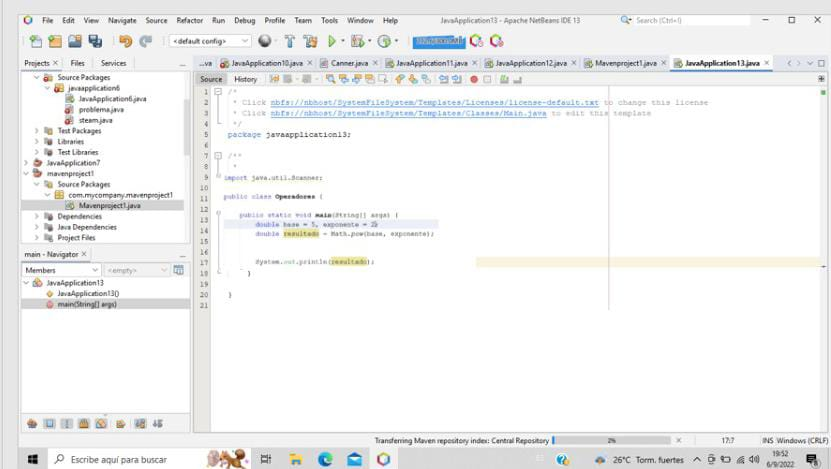 File Edit View Navigate Source Refactor Run Debug Profile Team Tools Window Help JavaApplication13 - Apache NetBeans IDE 13 Search (Ctrl+I)
<default config>
Projects Files Services ...va JavaApplication10.java Canner.java JavaApplication11.java JavaApplication12.java Mavenproject1.java JavaApplication13.java
Source History
Source Packages
javaapplication6
JavaApplication6.java
problema.java
steam.java
Test Packages
Libraries
Test Libraries
JavaApplication7
mavenproject1
Source Packages
com.mycompany.mavenproject1
Mavenproject1.java
Dependencies
Java Dependencies
Project Files
main - Navigator
Members <empty>
JavaApplication13
JavaApplication13()
main(String[] args)
1 /*
2 * Click nbfs://nbhost/SystemFileSystem/Templates/Licenses/license-default.txt to change this license
3 * Click nbfs://nbhost/SystemFileSystem/Templates/Classes/Main.java to edit this template
4 */
5 package javaapplication13;
6
7 /**
8 *
9 import java.util.Scanner;
10
11 public class Operadores {
12
13 public static void main(String[] args) {
14 double base = 5, exponente = 2;
double resultado = Math.pow(base, exponente);
15
16
17 System.out.println(resultado);
18 }
19
20 }
21
Transferring Maven repository index: Central Repository 2% 17:7 INS Windows (CRLF)
Escribe aquí para buscar 26°C Torm. fuertes 19:52
6/9/2022